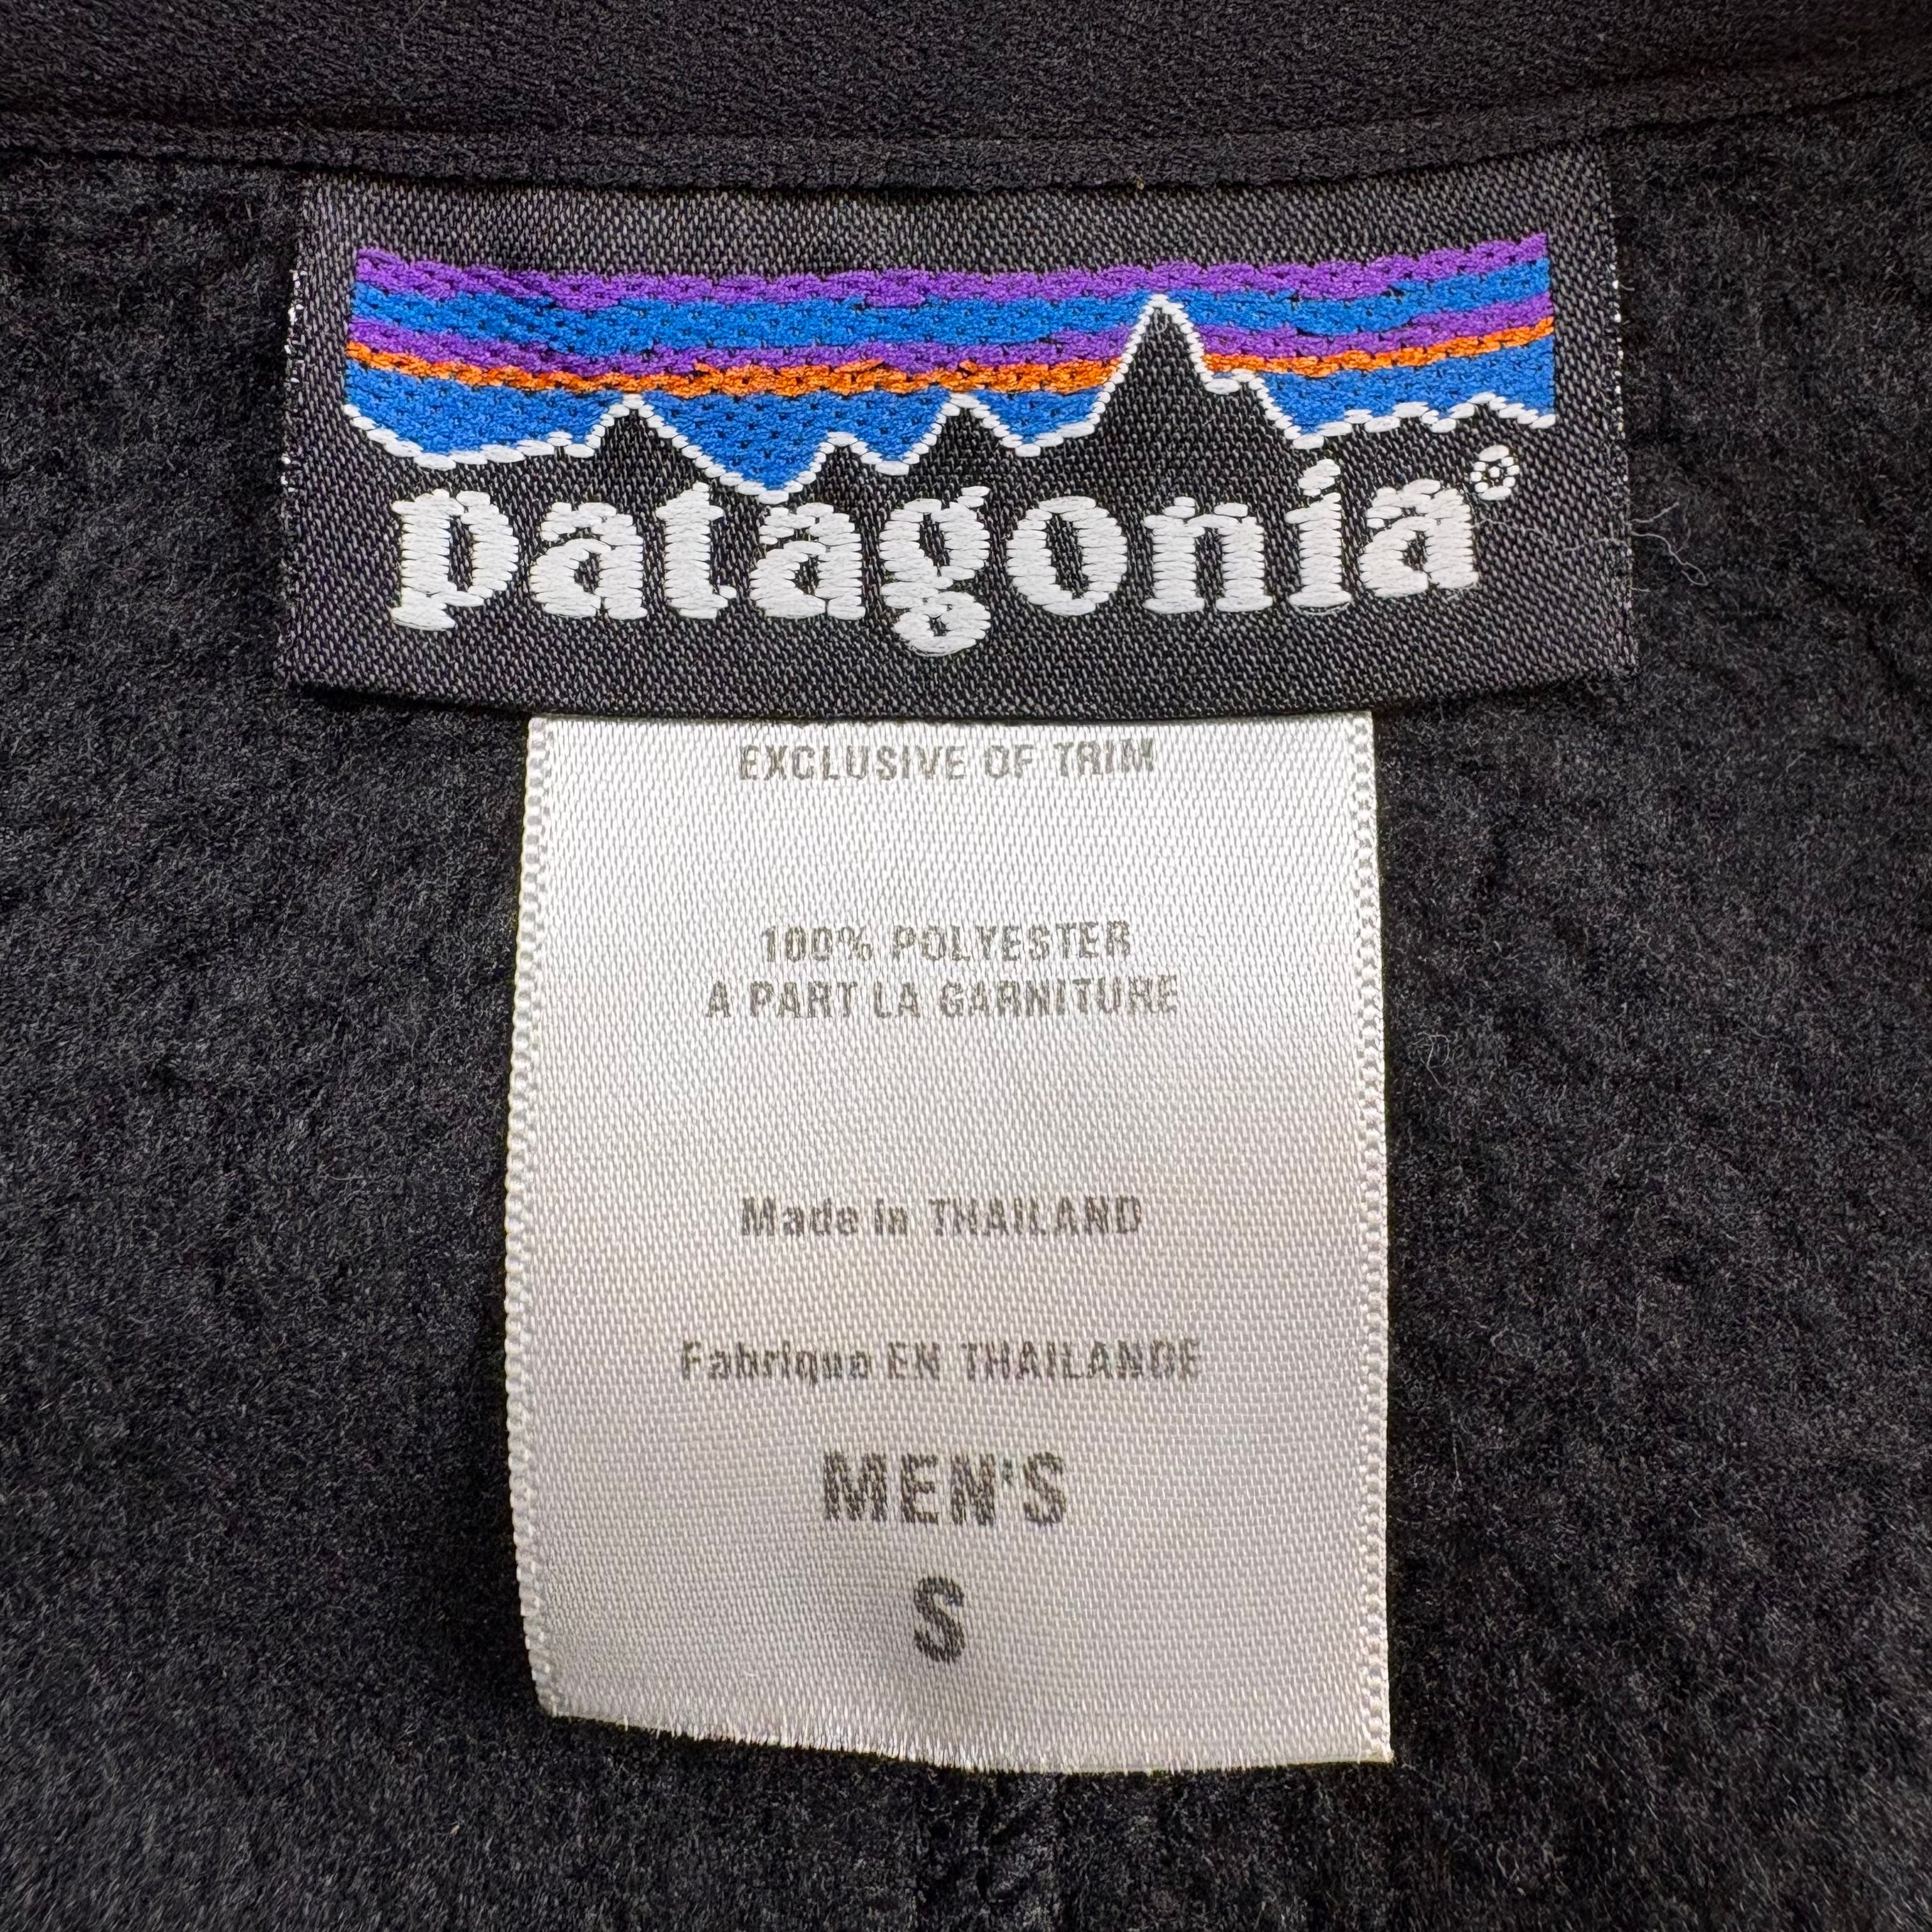 patagonia®
EXCLUSIVE OF TRIM
100% POLYESTER
A PART LA GARNITURE
Made in THAILAND
Fabrique EN THAILANDE
MEN'S
S